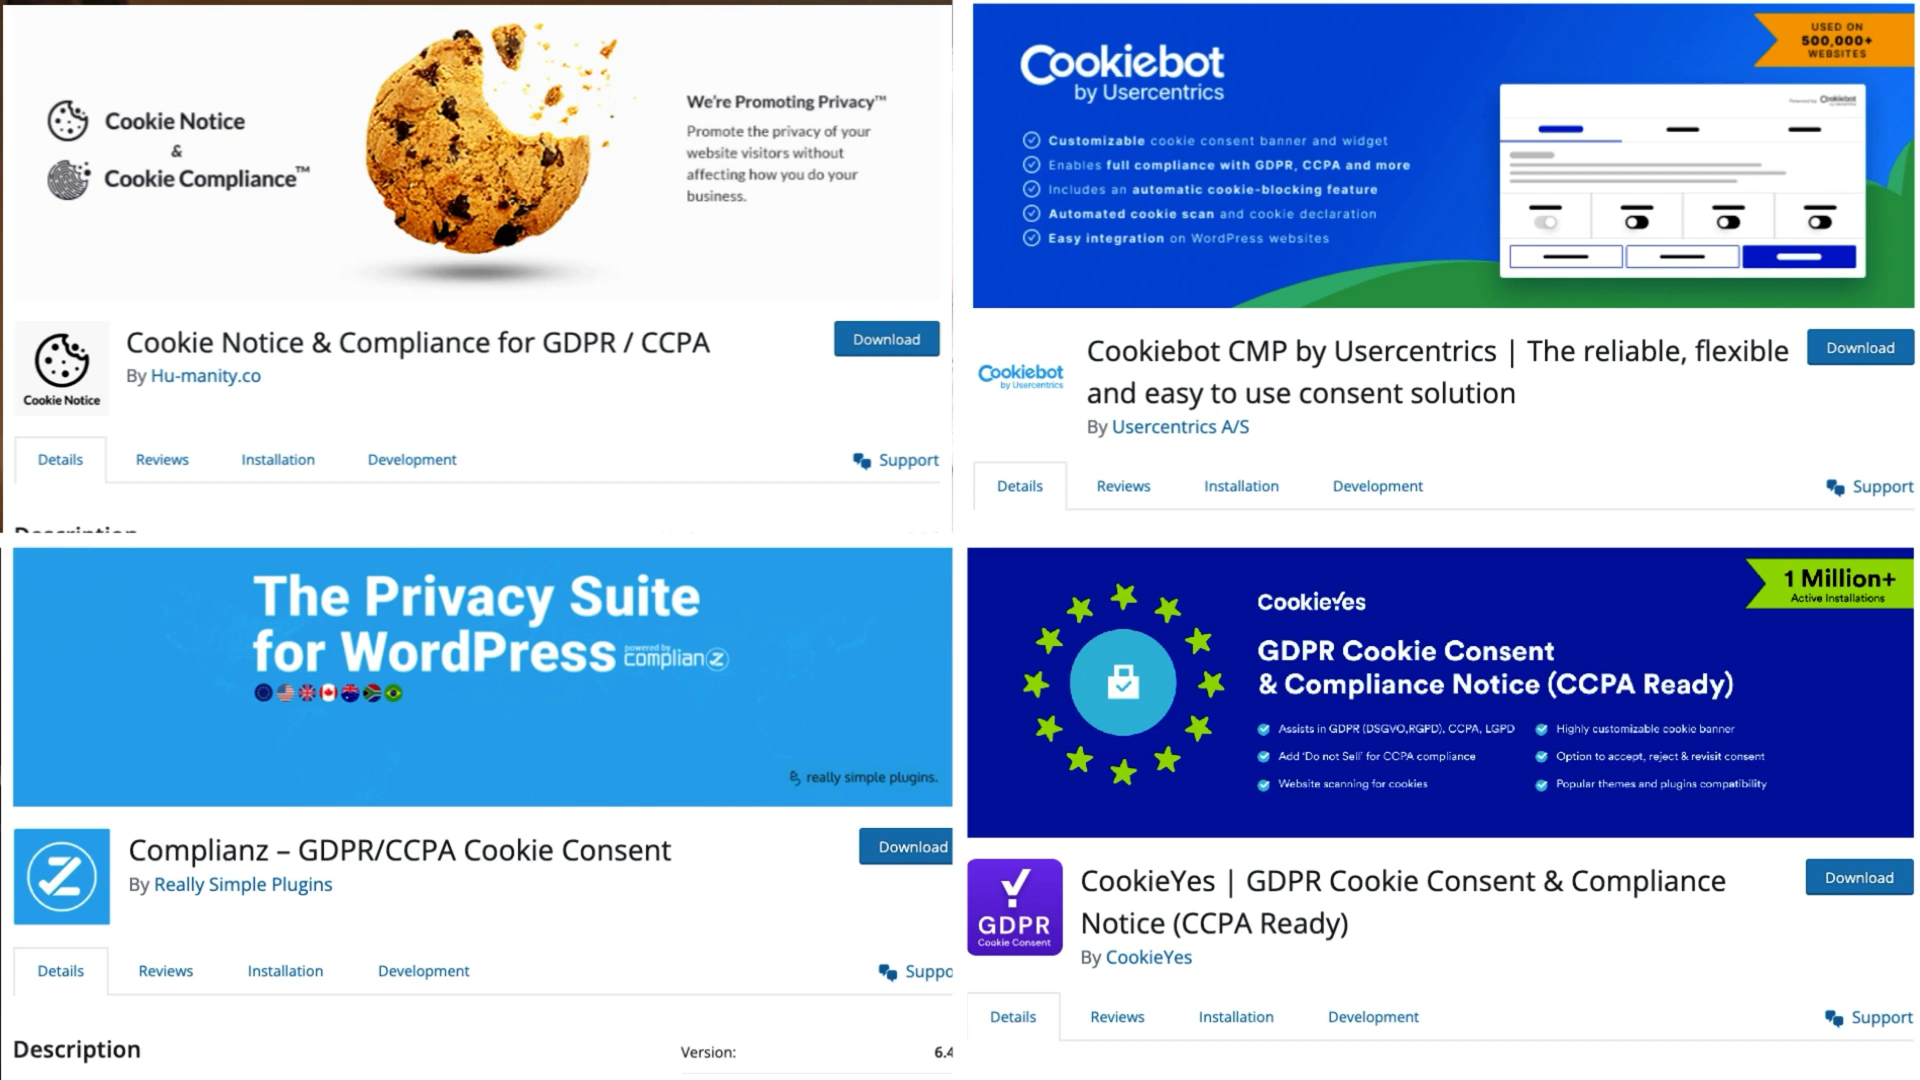 Cookie Notice
&
Cookie Compliance™
We're Promoting Privacy™
Promote the privacy of your
website visitors without
affecting how you do your
business.
Cookie Notice
Cookie Notice & Compliance for GDPR / CCPA
By Hu-manity.co
Download
Details Reviews Installation Development Support
Description
Cookiebot
by Usercentrics
Customizable cookie consent banner and widget
Enables full compliance with GDPR, CCPA and more
Includes an automatic cookie-blocking feature
Automated cookie scan and cookie declaration
Easy integration on WordPress websites
USED ON
500,000+
WEBSITES
Powered by Cookiebot
by Usercentrics
Cookiebot
by Usercentrics
Cookiebot CMP by Usercentrics | The reliable, flexible
and easy to use consent solution
By Usercentrics A/S
Download
Details Reviews Installation Development Support
The Privacy Suite
for WordPress powered by complianz
really simple plugins.
Complianz – GDPR/CCPA Cookie Consent
By Really Simple Plugins
Download
Details Reviews Installation Development Suppo
Description
Version: 6.4
CookieYes
GDPR Cookie Consent
& Compliance Notice (CCPA Ready)
Assists in GDPR (DSGVO,RGPD), CCPA, LGPD
Add 'Do not Sell' for CCPA compliance
Website scanning for cookies
Highly customizable cookie banner
Option to accept, reject & revisit consent
Popular themes and plugins compatibility
1 Million+
Active Installations
GDPR
Cookie Consent
CookieYes | GDPR Cookie Consent & Compliance
Notice (CCPA Ready)
By CookieYes
Download
Details Reviews Installation Development Support